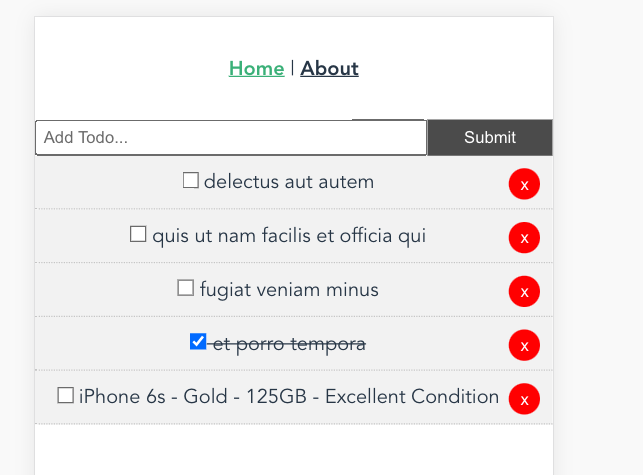 Home | About
Add Todo... Submit
delectus aut autem x
quis ut nam facilis et officia qui x
fugiat veniam minus x
et porro tempora x
iPhone 6s - Gold - 125GB - Excellent Condition x